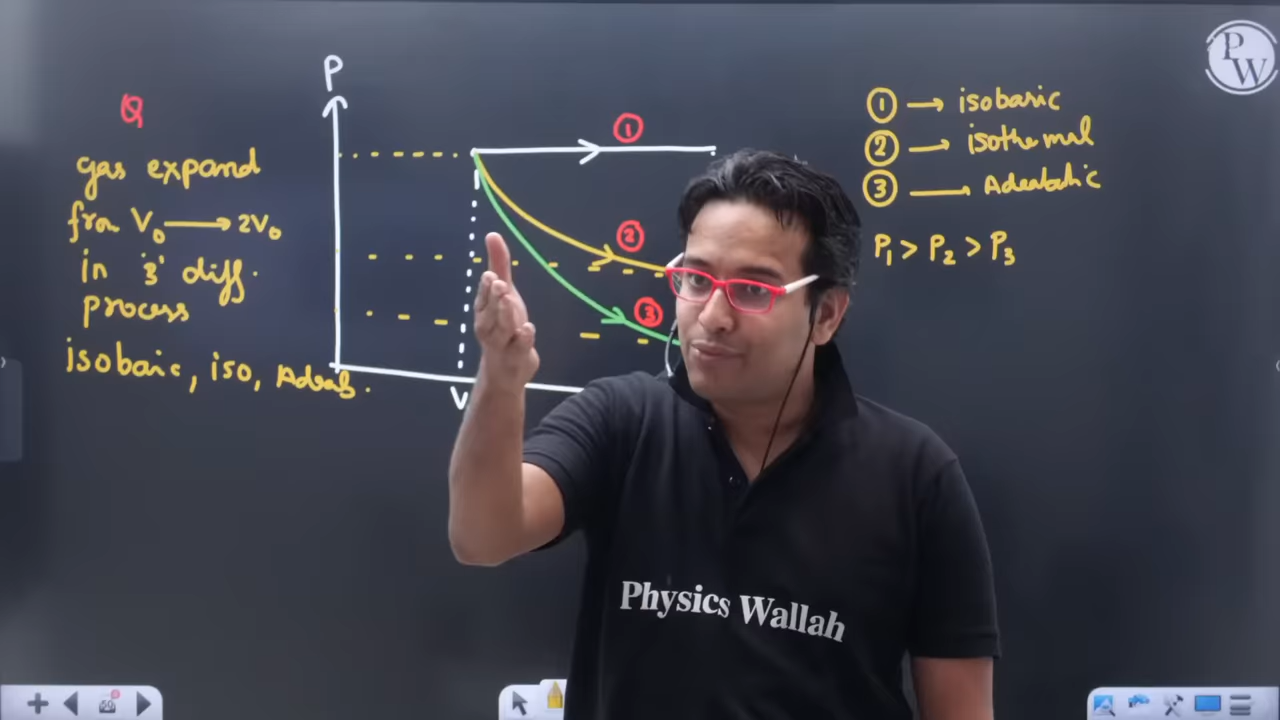 Q
gas expand
from V₀ → 2V₀
in '3' diff.
process
isobaric, iso, Adeab.
P
1
2
3
V
① → isobaric
② → isothermal
③ → Adeabatic
P₁ > P₂ > P₃
PW
Physics Wallah